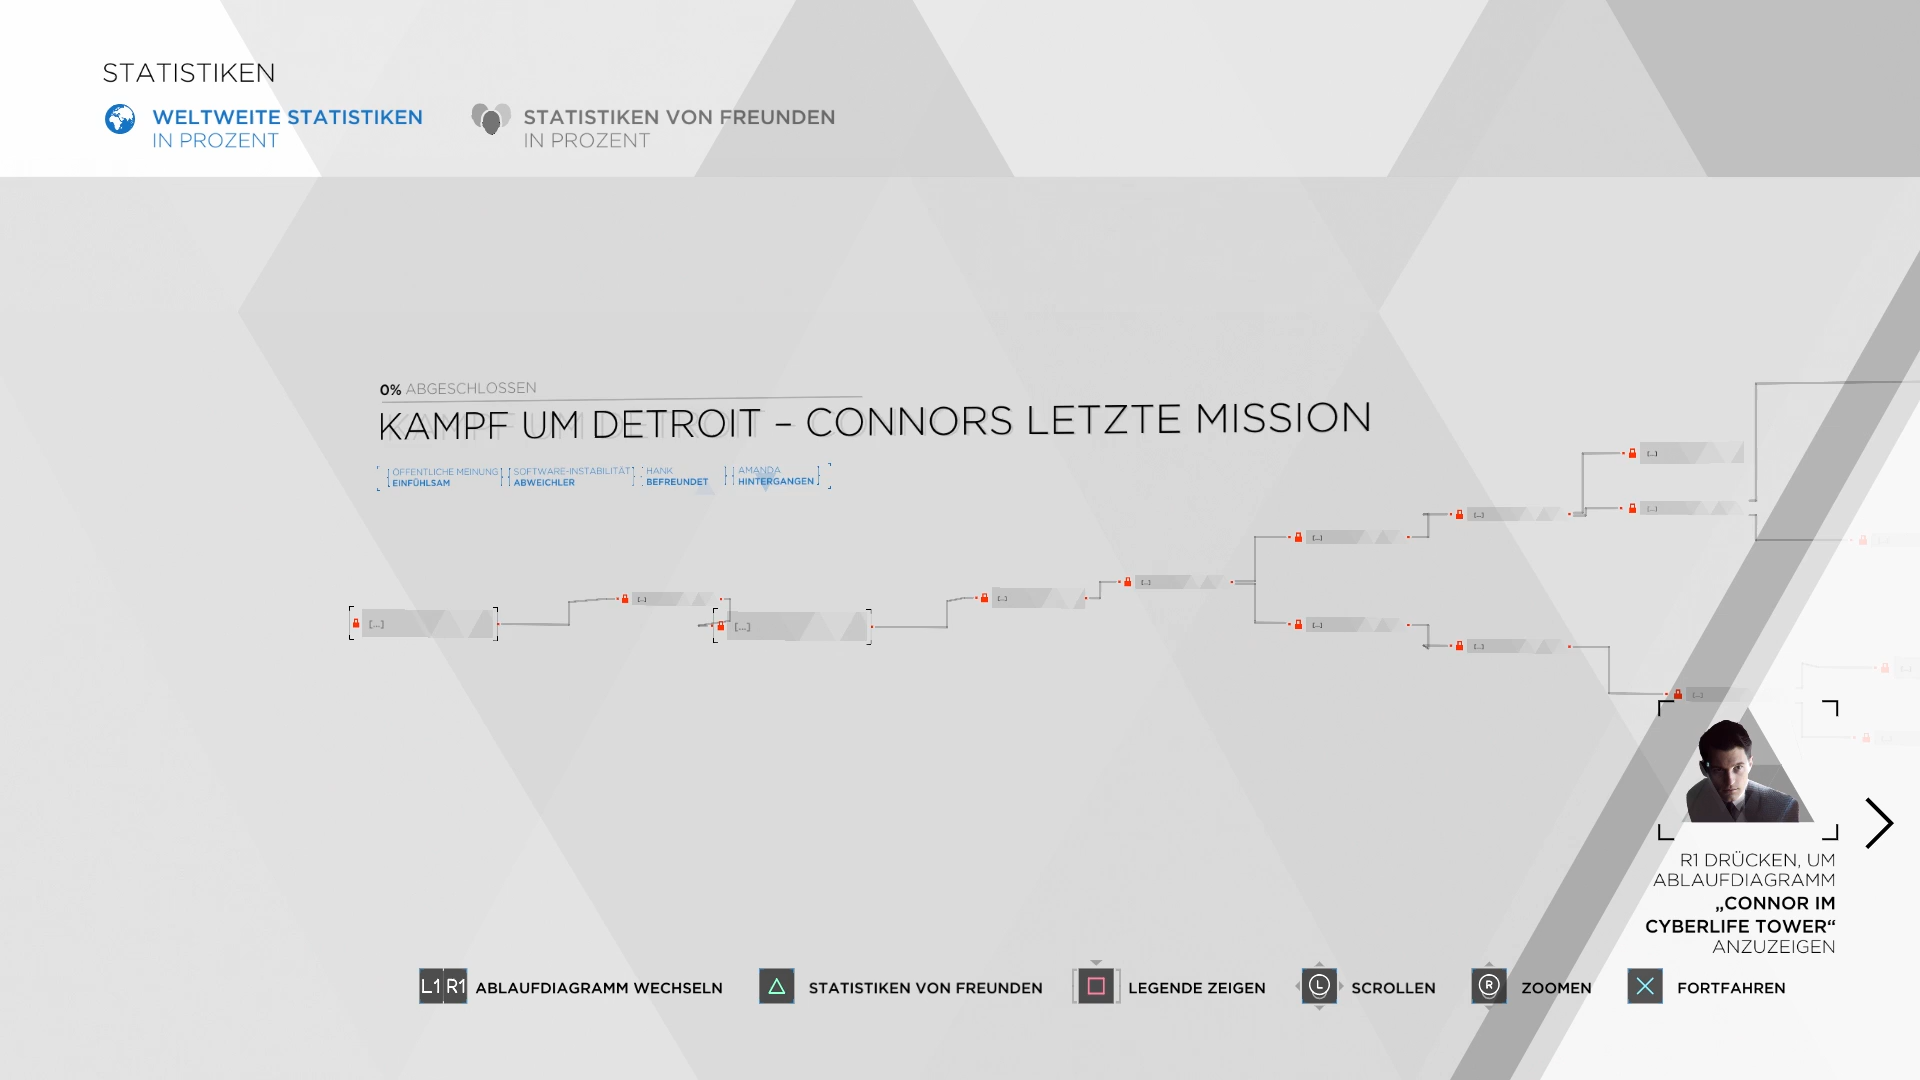 STATISTIKEN
WELTWEITE STATISTIKEN
IN PROZENT
STATISTIKEN VON FREUNDEN
IN PROZENT
0% ABGESCHLOSSEN
KAMPF UM DETROIT – CONNORS LETZTE MISSION
ÖFFENTLICHE MEINUNG
EINFÜHLSAM
SOFTWARE-INSTABILITÄT
ABWEICHLER
HANK
BEFREUNDET
AMANDA
HINTERGANGEN
[...]
[...]
[...]
[...]
[...]
[...]
[...]
[...]
[...]
[...]
[...]
[...]
R1 DRÜCKEN, UM
ABLAUFDIAGRAMM
„CONNOR IM
CYBERLIFE TOWER“
ANZUZEIGEN
L1 R1 ABLAUFDIAGRAMM WECHSELN
STATISTIKEN VON FREUNDEN
LEGENDE ZEIGEN
L SCROLLEN
R ZOOMEN
FORTFAHREN